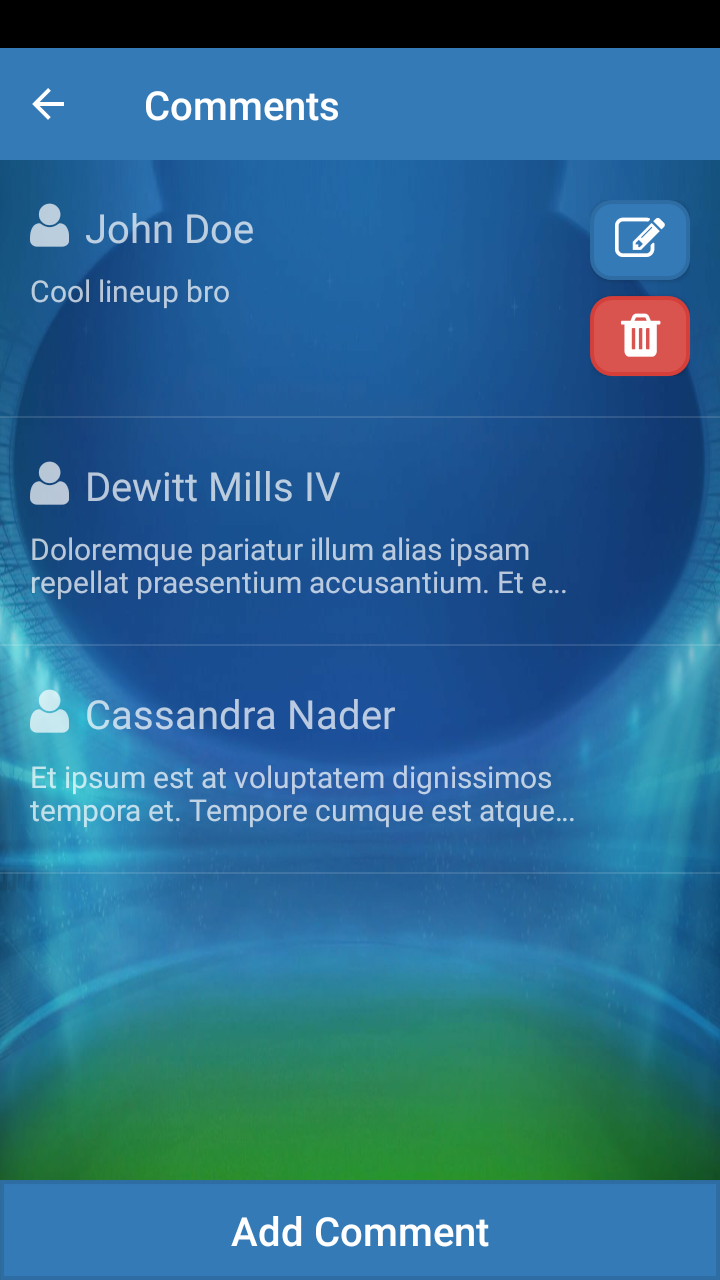 Comments
John Doe
Cool lineup bro
Dewitt Mills IV
Doloremque pariatur illum alias ipsam
repellat praesentium accusantium. Et e...
Cassandra Nader
Et ipsum est at voluptatem dignissimos
tempora et. Tempore cumque est atque...
Add Comment